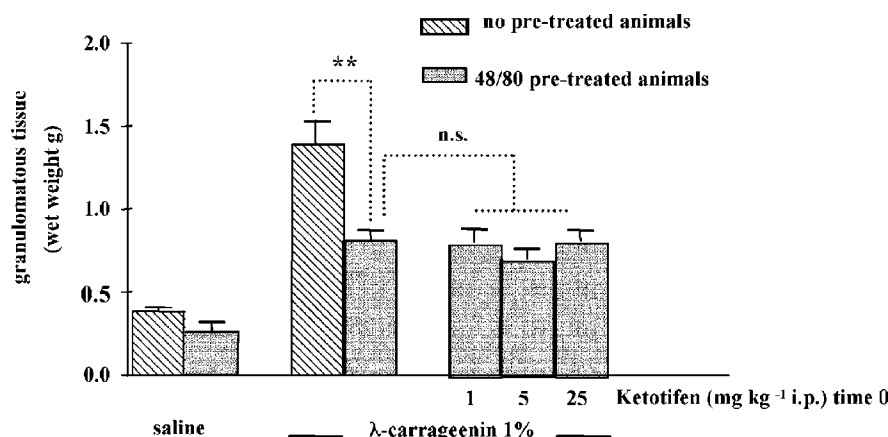 no pre-treated animals
48/80 pre-treated animals
granulomatous tissue
(wet weight g)
2.0
1.5
1.0
0.5
0.0
**
n.s.
1 5 25 Ketotifen (mg kg ⁻¹ i.p.) time 0
saline λ-carrageenin 1%